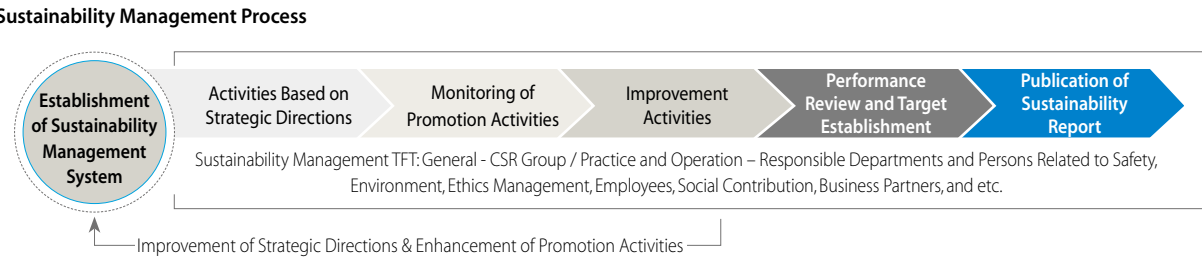 Sustainability Management Process
Establishment
of Sustainability
Management
System
Activities Based on
Strategic Directions
Monitoring of
Promotion Activities
Improvement
Activities
Performance
Review and Target
Establishment
Publication of
Sustainability
Report
Sustainability Management TFT: General - CSR Group / Practice and Operation – Responsible Departments and Persons Related to Safety,
Environment, Ethics Management, Employees, Social Contribution, Business Partners, and etc.
Improvement of Strategic Directions & Enhancement of Promotion Activities